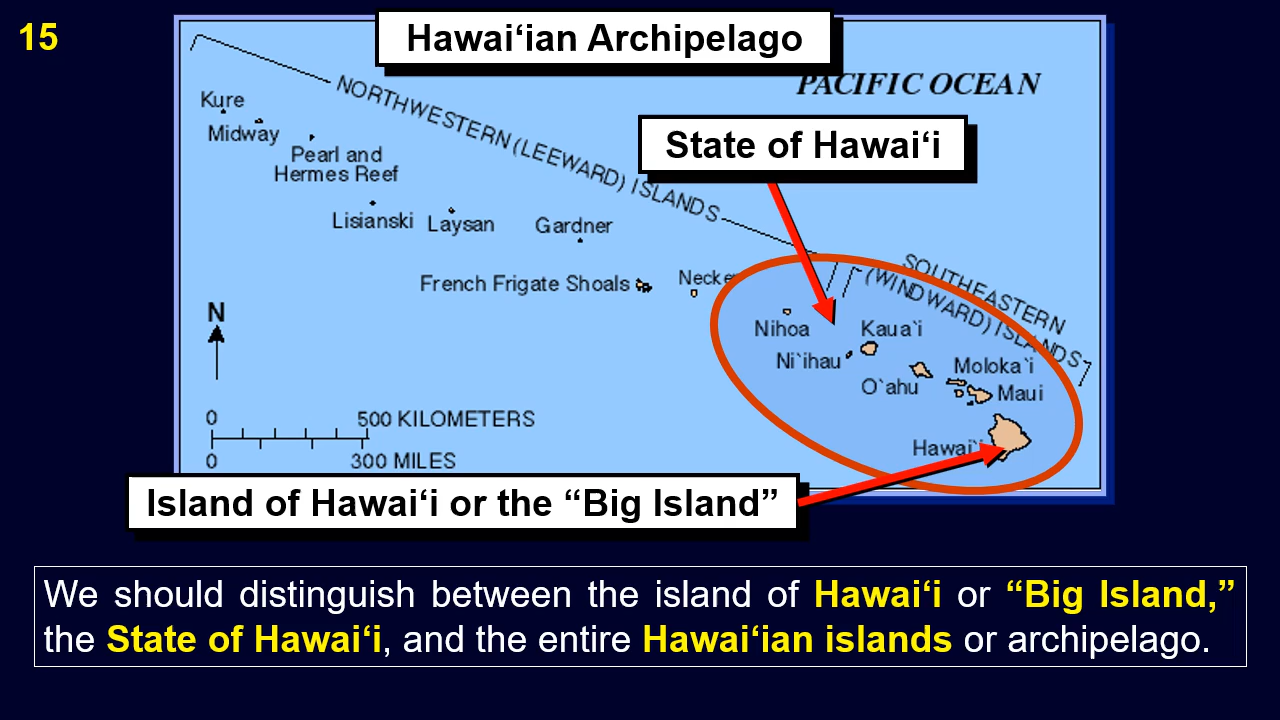 15
Hawai‘ian Archipelago
PACIFIC OCEAN
NORTHWESTERN (LEEWARD) ISLANDS
Kure
Midway
Pearl and
Hermes Reef
State of Hawai‘i
Lisianski
Laysan
Gardner
French Frigate Shoals
Necker
SOUTHEASTERN
(WINDWARD) ISLANDS
N
Nihoa
Kaua`i
Ni`ihau
Moloka`i
O`ahu
Maui
0
500 KILOMETERS
0
300 MILES
Hawai`i
Island of Hawai‘i or the “Big Island”
We should distinguish between the island of Hawai‘i or “Big Island,”
the State of Hawai‘i, and the entire Hawai‘ian islands or archipelago.